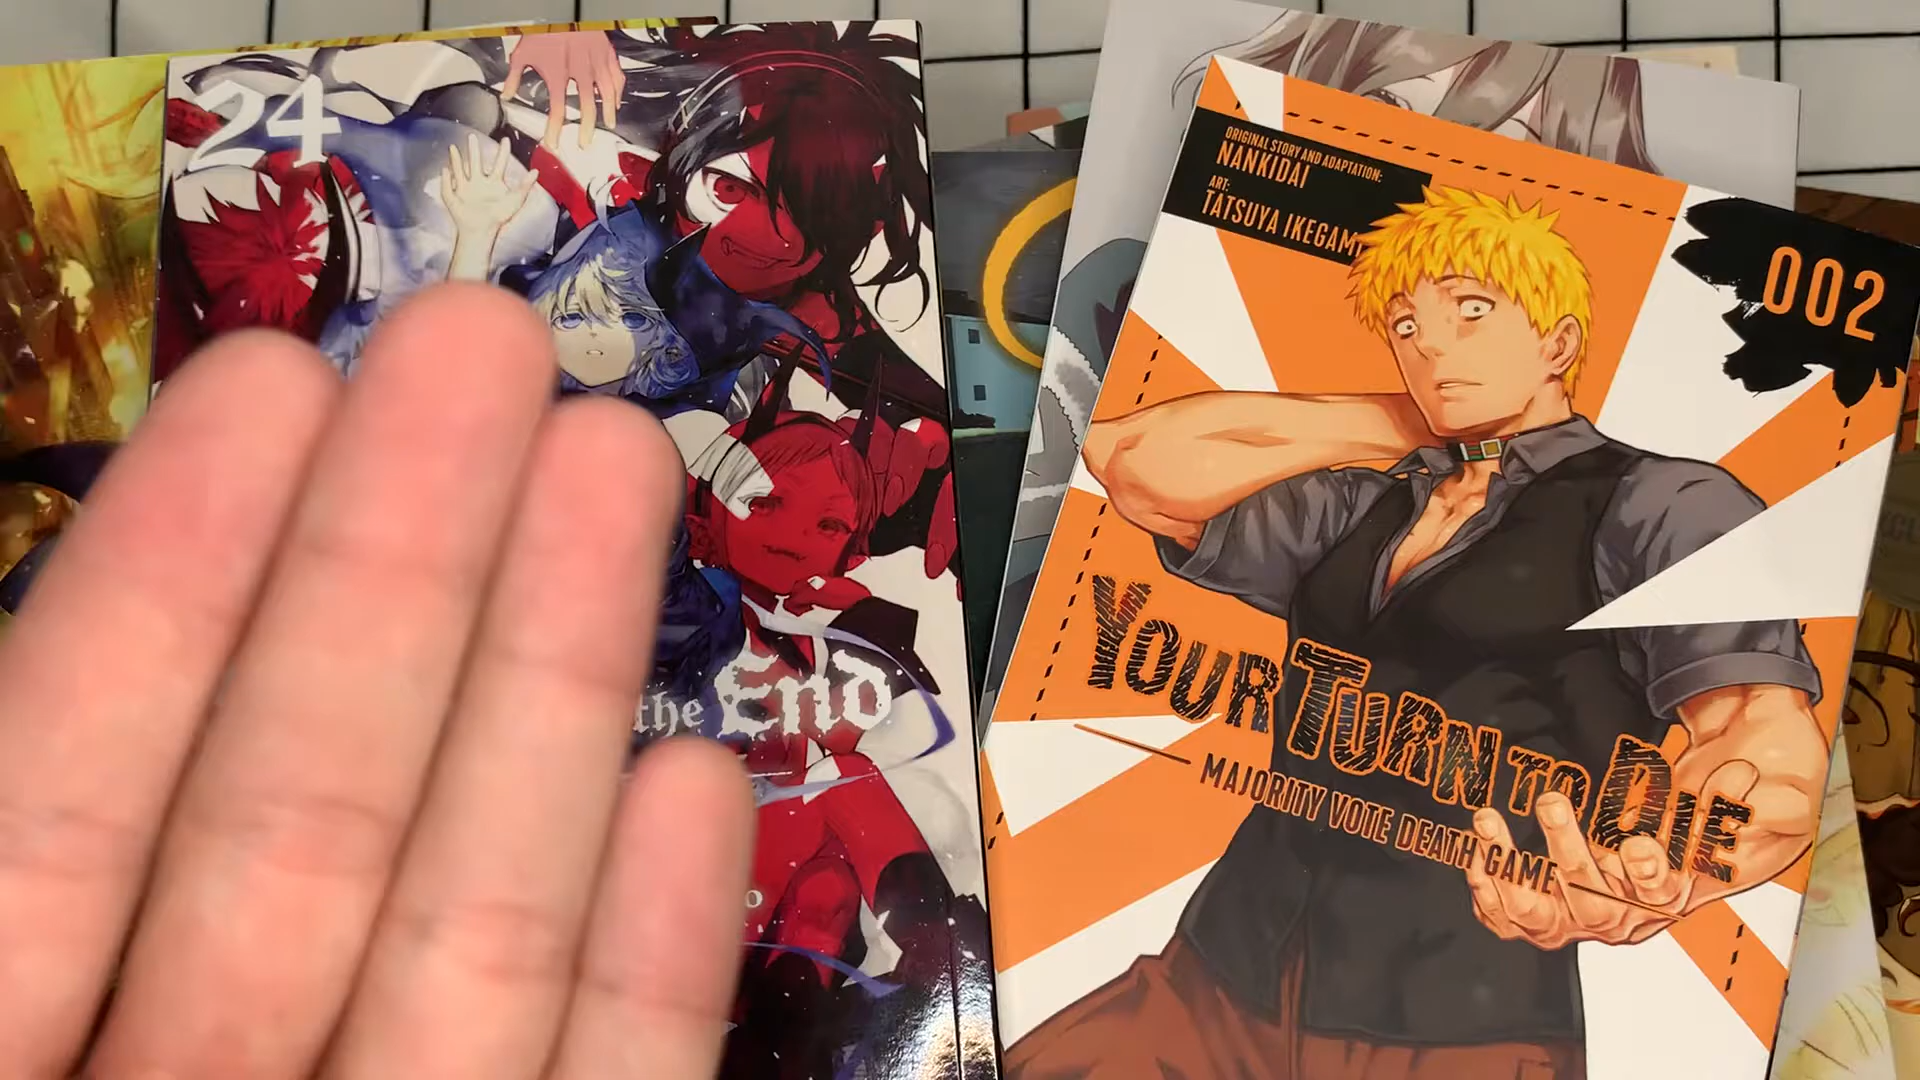 24
the End
o
ORIGINAL STORY AND ADAPTATION:
NANKIDAI
ART:
TATSUYA IKEGAMI
002
YOUR TURN TO DIE
MAJORITY VOTE DEATH GAME